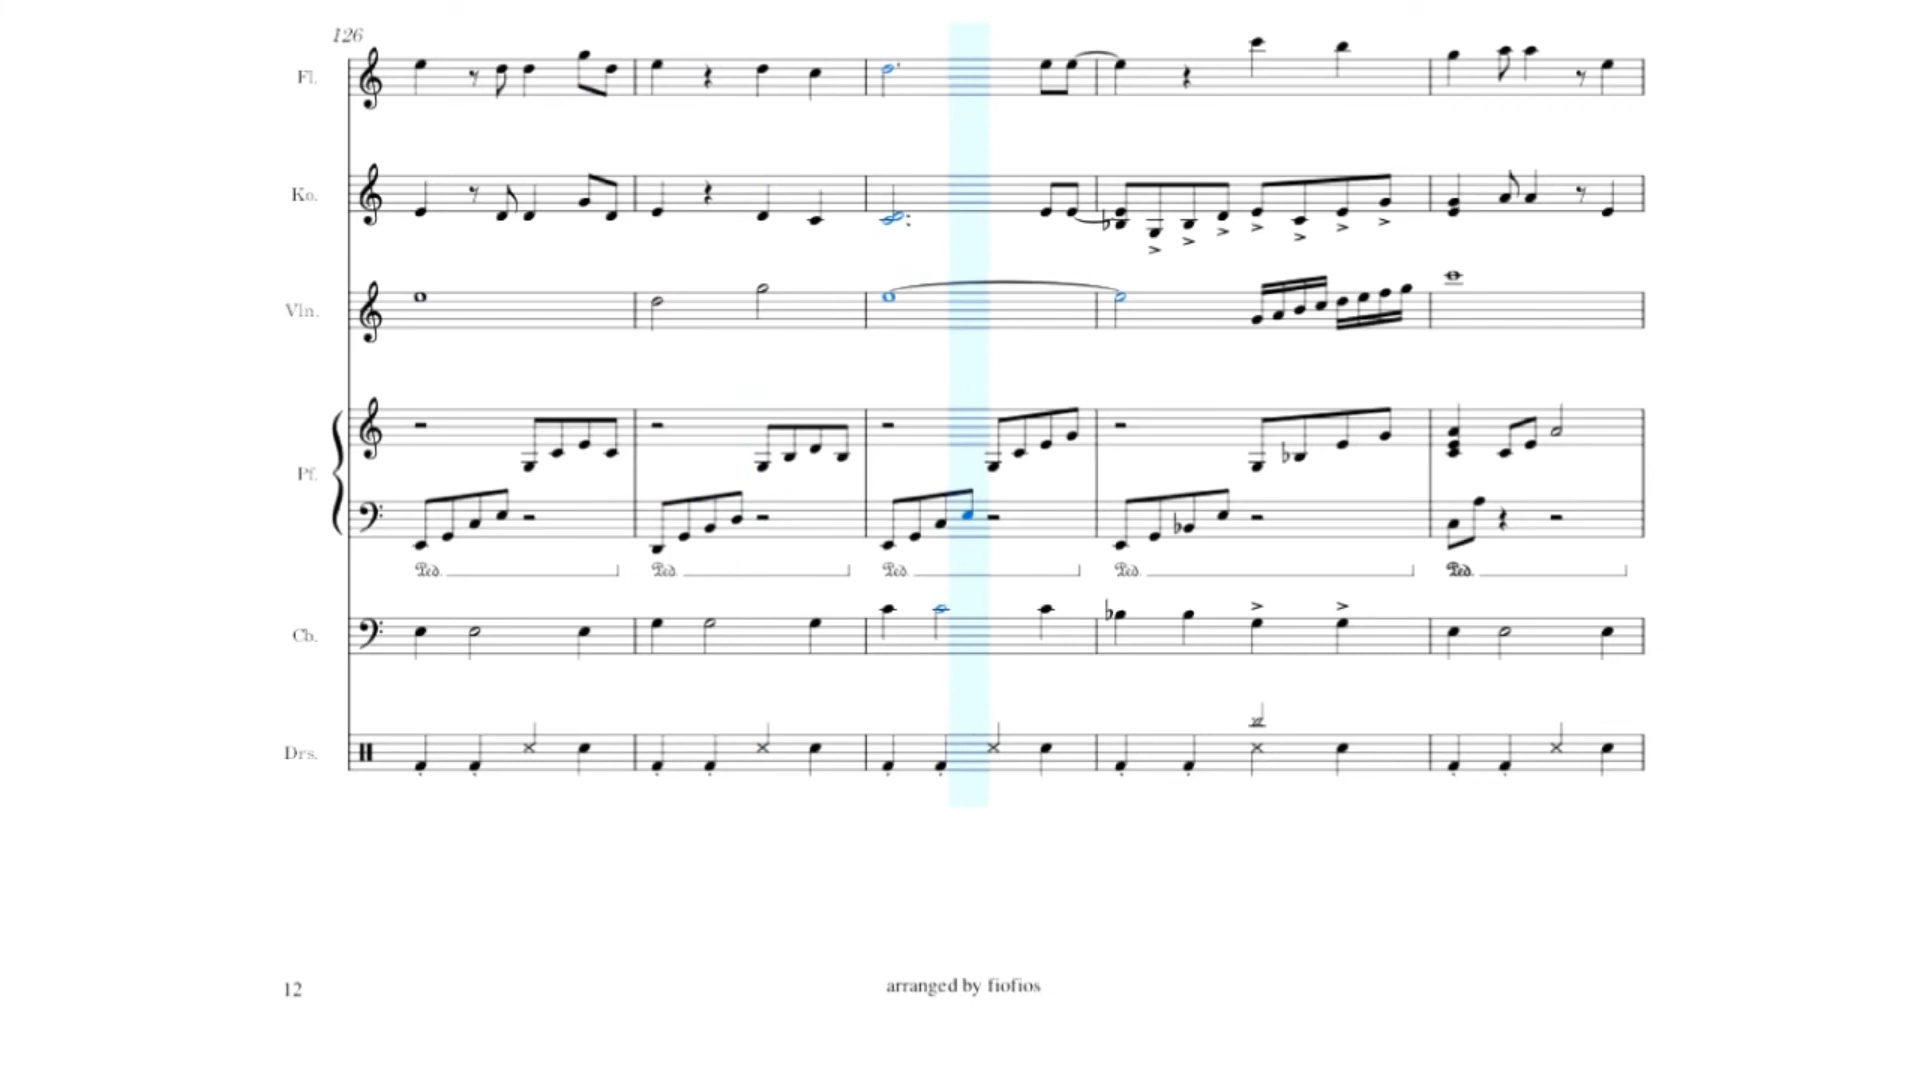 126
Fl.
Ko.
Vln.
Pf.
Ped. Ped. Ped. Ped. Ped.
Cb.
Drs.
12
arranged by fiofios